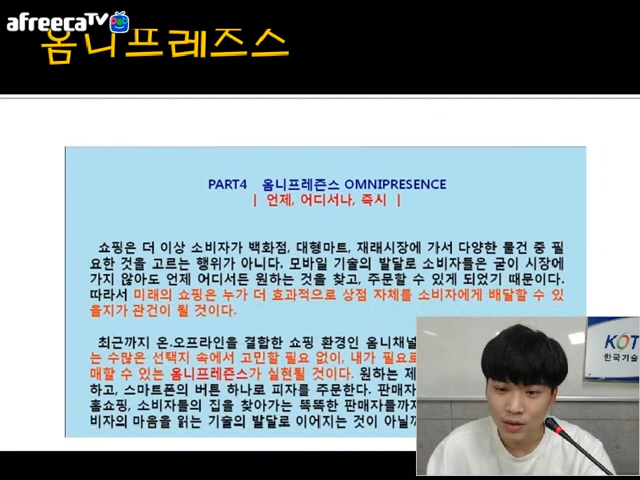 afreecaTV
옴니프레즈스
PART4 옴니프레즌스 OMNIPRESENCE
| 언제, 어디서나, 즉시 |
쇼핑은 더 이상 소비자가 백화점, 대형마트, 재래시장에 가서 다양한 물건 중 필
요한 것을 고르는 행위가 아니다. 모바일 기술의 발달로 소비자들은 굳이 시장에
가지 않아도 언제 어디서든 원하는 것을 찾고, 주문할 수 있게 되었기 때문이다.
따라서 미래의 쇼핑은 누가 더 효과적으로 상점 자체를 소비자에게 배달할 수 있
을지가 관건이 될 것이다.
최근까지 온.오프라인을 결합한 쇼핑 환경인 옴니채널
는 수많은 선택지 속에서 고민할 필요 없이, 내가 필요로
매할 수 있는 옴니프레즌스가 실현될 것이다. 원하는 제
하고, 스마트폰의 버튼 하나로 피자를 주문한다. 판매자
홈쇼핑, 소비자들의 집을 찾아가는 똑똑한 판매자들까지
비자의 마음을 읽는 기술의 발달로 이어지는 것이 아닐까
KOT
한국기술